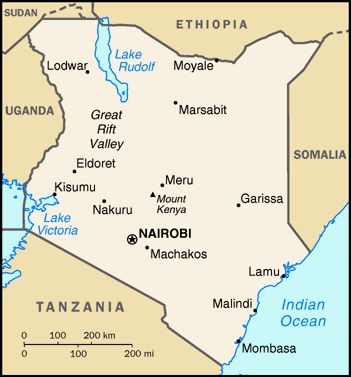 SUDAN
ETHIOPIA
Lake
Rudolf
Lodwar
Moyale
UGANDA
Marsabit
Great
Rift
Valley
SOMALIA
Eldoret
Kisumu
Meru
Mount
Kenya
Nakuru
Garissa
Lake
Victoria
NAIROBI
Machakos
Lamu
TANZANIA
Malindi
Indian
Ocean
0 100 200 km
0 100 200 mi
Mombasa